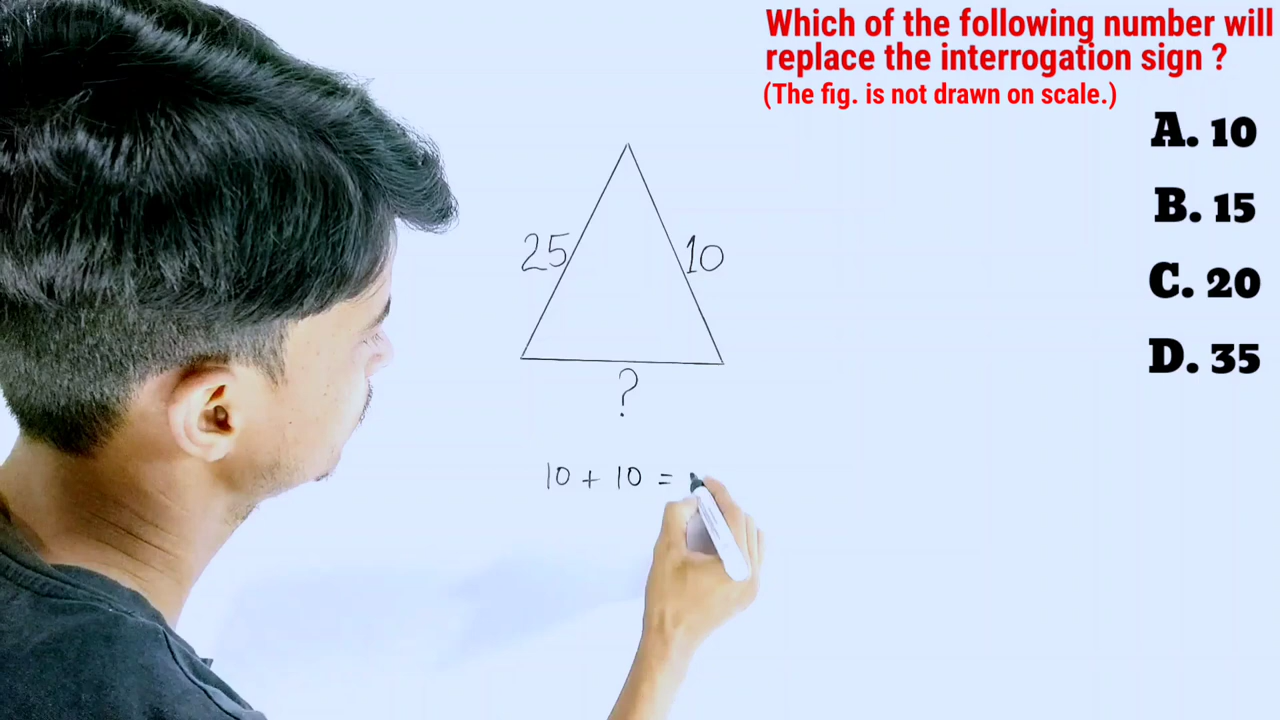 Which of the following number will
replace the interrogation sign ?
(The fig. is not drawn on scale.)
A. 10
B. 15
C. 20
D. 35
25
10
?
10 + 10 =